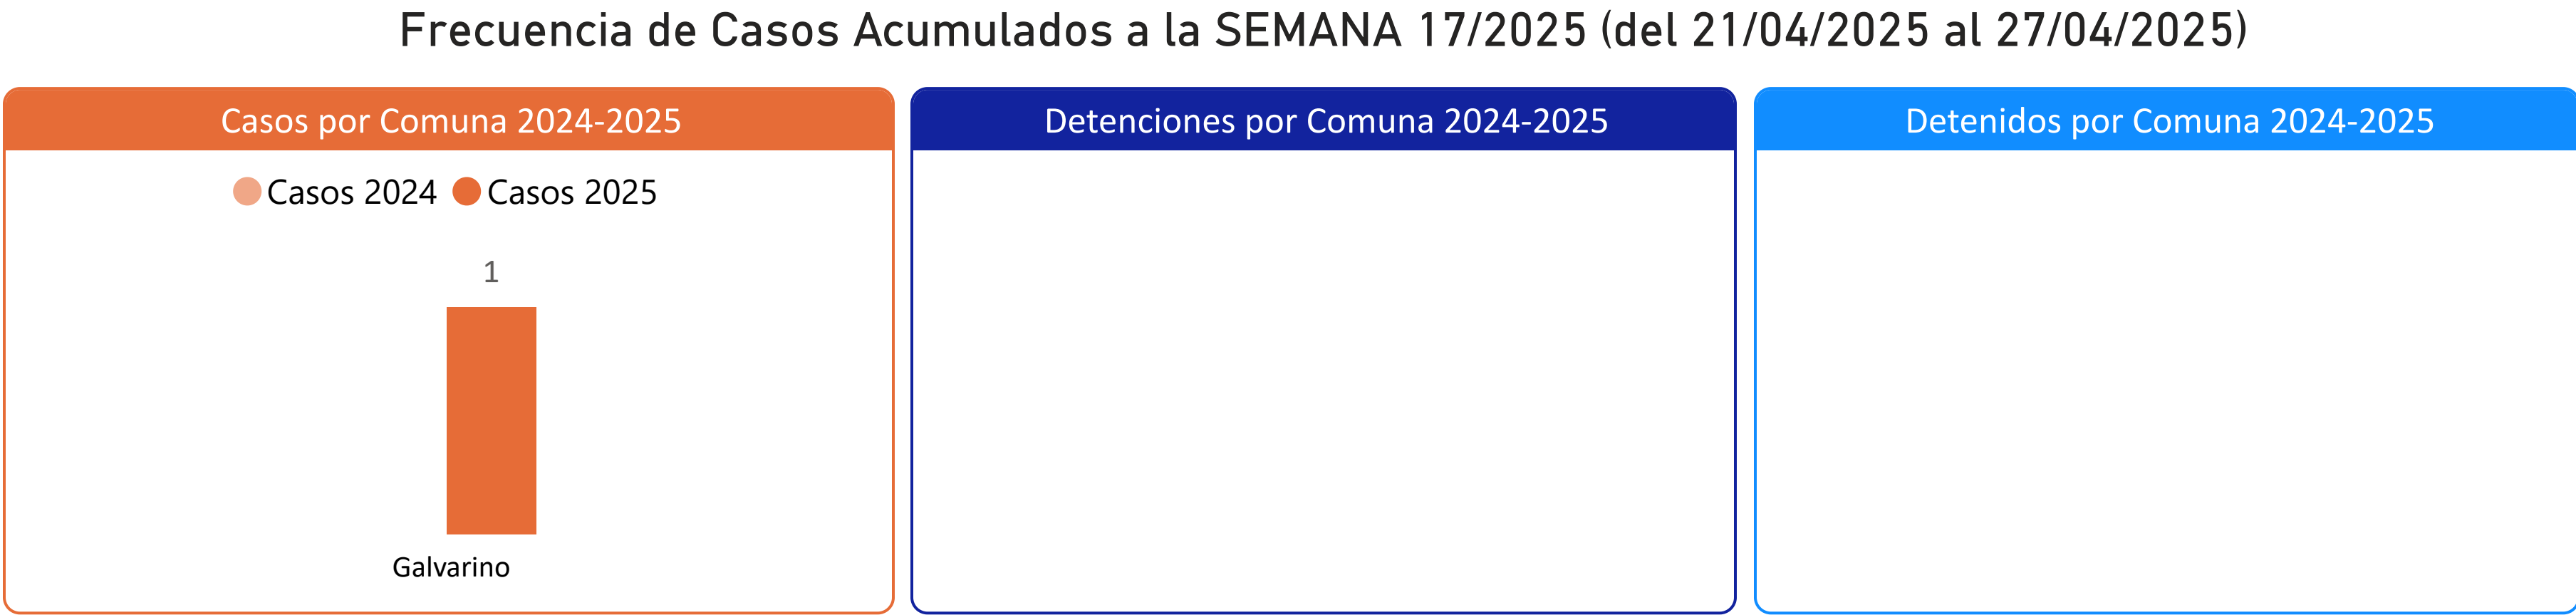 Frecuencia de Casos Acumulados a la SEMANA 17/2025 (del 21/04/2025 al 27/04/2025)
Casos por Comuna 2024-2025
Casos 2024 Casos 2025
1
Galvarino
Detenciones por Comuna 2024-2025
Detenidos por Comuna 2024-2025